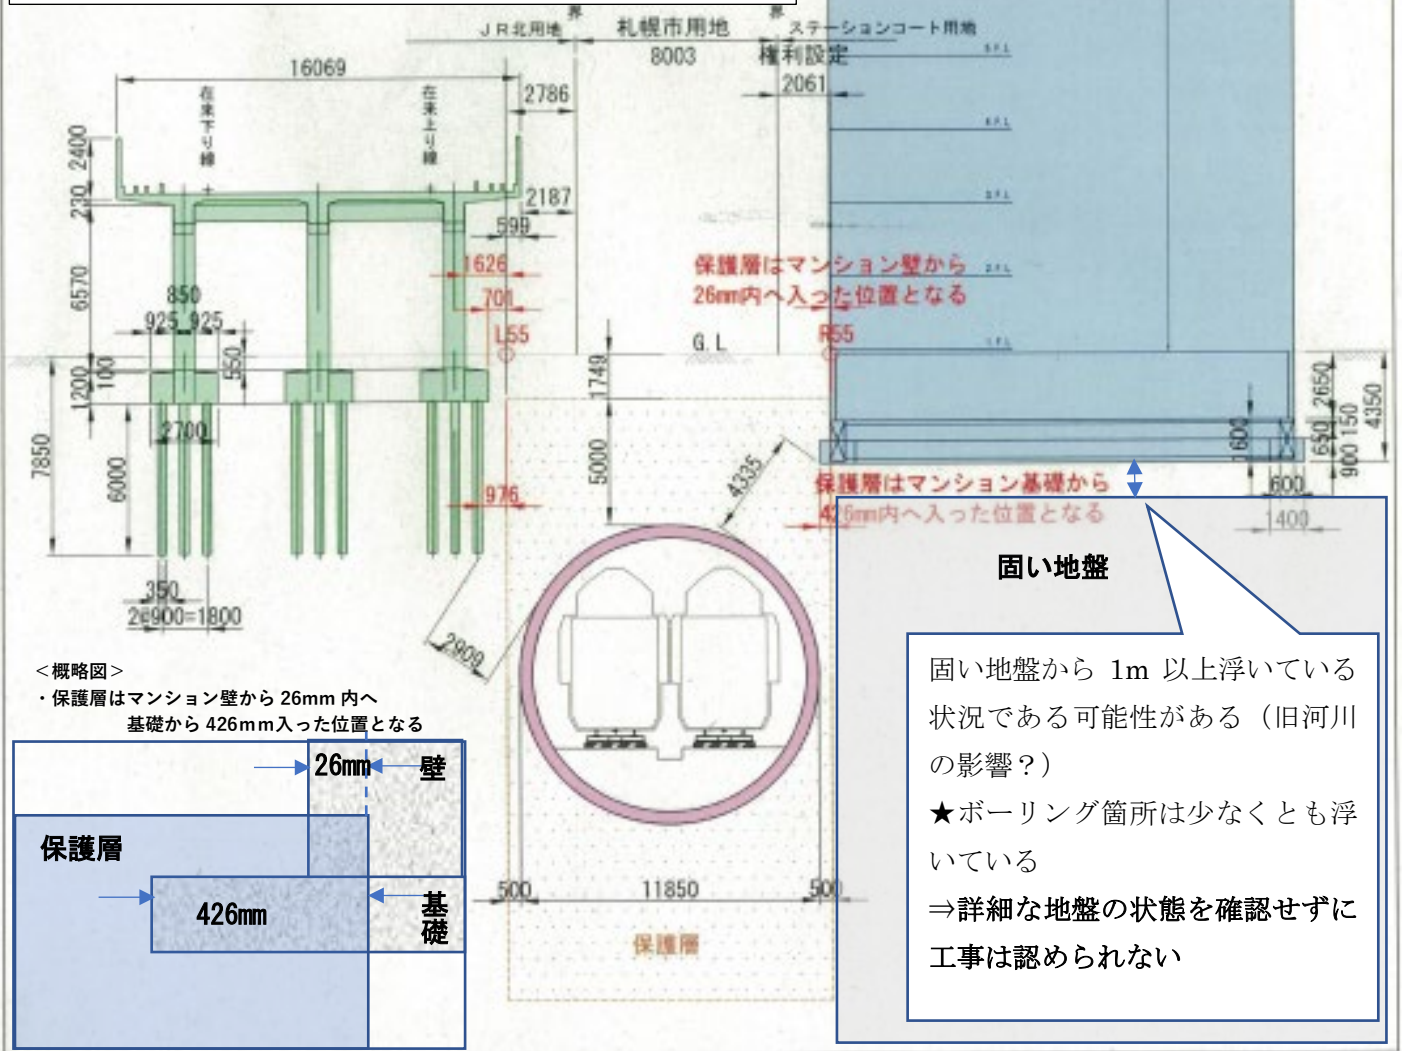 界
界
JR北用地
札幌市用地
ステーションコート用地
8003
権利設定
5FL
16069
2061
2786
在来下り線
在来上り線
4FL
2400
230
2187
3FL
599
保護層はマンション壁から
26mm内へ入った位置となる
1626
2FL
6570
850
701
925
925
L55
R55
G.L
1FL
550
100
1200
1749
2650
150
4350
2700
1600
650
900
7850
6000
5000
4335
976
保護層はマンション基礎から
426mm内へ入った位置となる
600
1400
固い地盤
350
2@900=1800
2909
<概略図>
・保護層はマンション壁から 26mm 内へ
基礎から 426mm入った位置となる
26mm
壁
保護層
426mm
基礎
500
11850
500
保護層
固い地盤から 1m 以上浮いている
状況である可能性がある（旧河川
の影響？）
★ボーリング箇所は少なくとも浮
いている
⇒詳細な地盤の状態を確認せずに
工事は認められない